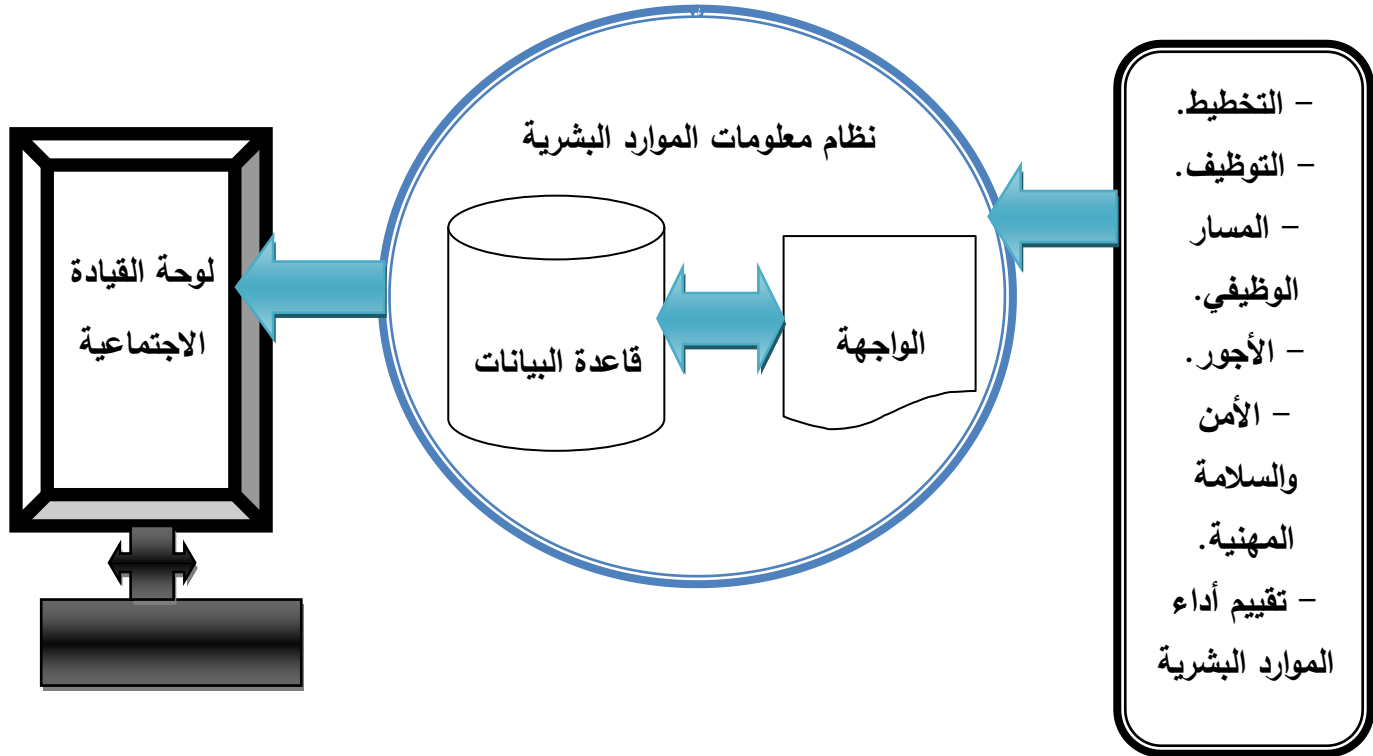 – التخطيط.
– التوظيف.
– المسار
الوظيفي.
– الأجور.
– الأمن
والسلامة
المهنية.
– تقييم أداء
الموارد البشرية
نظام معلومات الموارد البشرية
الواجهة
قاعدة البيانات
لوحة القيادة
الاجتماعية